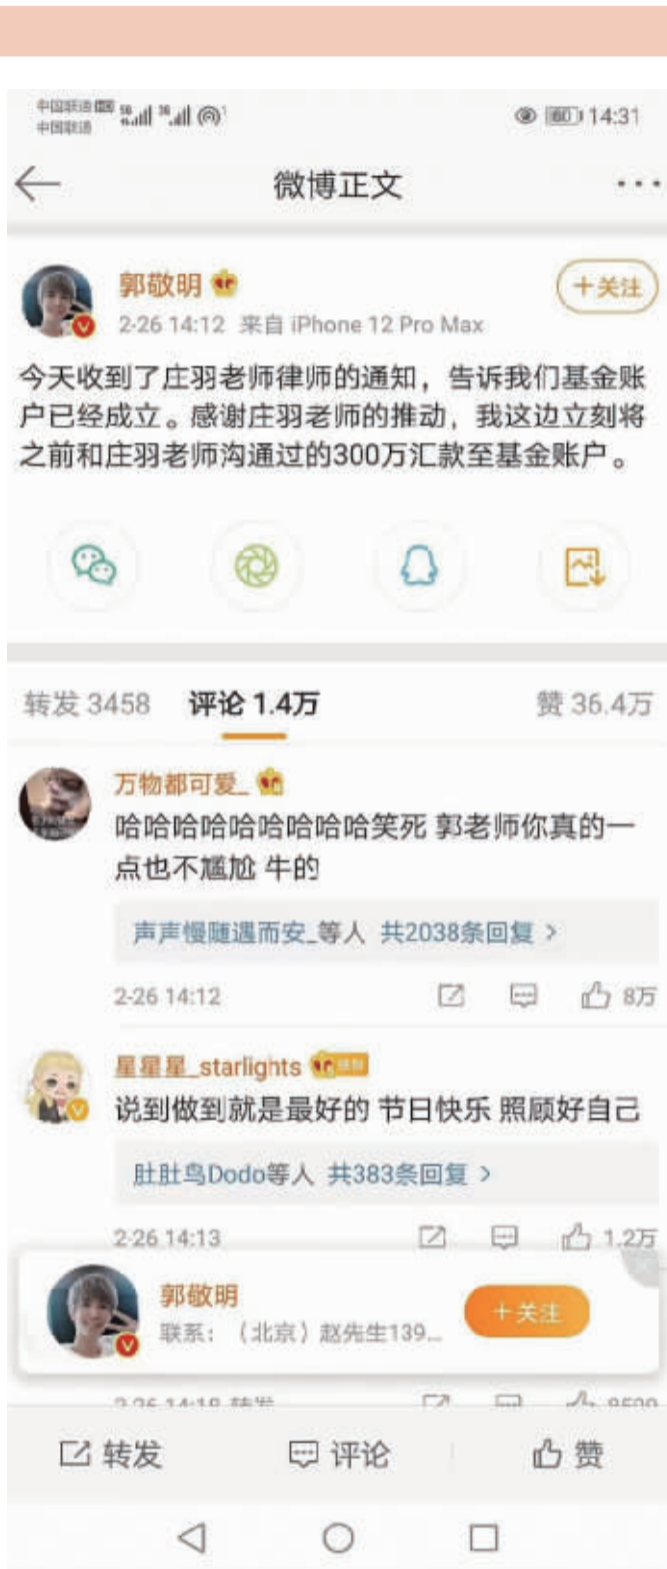 中国联通
中国联通
60 14:31
微博正文
郭敬明
+关注
2-26 14:12 来自 iPhone 12 Pro Max
今天收到了庄羽老师律师的通知，告诉我们基金账
户已经成立。感谢庄羽老师的推动，我这边立刻将
之前和庄羽老师沟通过的300万汇款至基金账户。
转发 3458 评论 1.4万 赞 36.4万
万物都可爱_
哈哈哈哈哈哈哈哈哈笑死 郭老师你真的一
点也不尴尬 牛的
声声慢随遇而安_等人 共2038条回复 >
2-26 14:12 8万
星星星_starlights
说到做到就是最好的 节日快乐 照顾好自己
肚肚鸟Dodo等人 共383条回复 >
2-26 14:13 1.2万
郭敬明
+关注
联系：（北京）赵先生139...
2-26 14:18 转发
转发 评论 赞